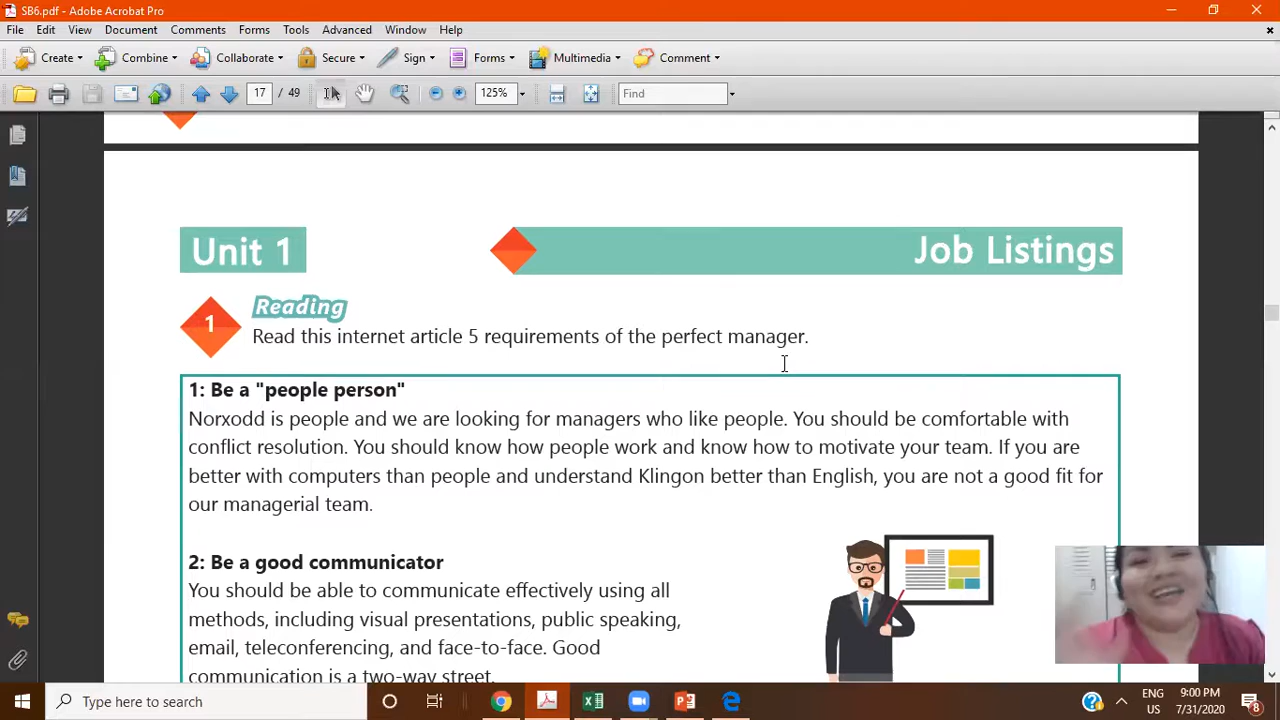 SB6.pdf - Adobe Acrobat Pro
File Edit View Document Comments Forms Tools Advanced Window Help
Create Combine Collaborate Secure Sign Forms Multimedia Comment
17 / 49 125% Find
Unit 1 Job Listings
Reading
1
Read this internet article 5 requirements of the perfect manager.
1: Be a "people person"
Norxodd is people and we are looking for managers who like people. You should be comfortable with
conflict resolution. You should know how people work and know how to motivate your team. If you are
better with computers than people and understand Klingon better than English, you are not a good fit for
our managerial team.
2: Be a good communicator
You should be able to communicate effectively using all
methods, including visual presentations, public speaking,
email, teleconferencing, and face-to-face. Good
communication is a two-way street.
Type here to search
ENG 9:00 PM
US 7/31/2020 8